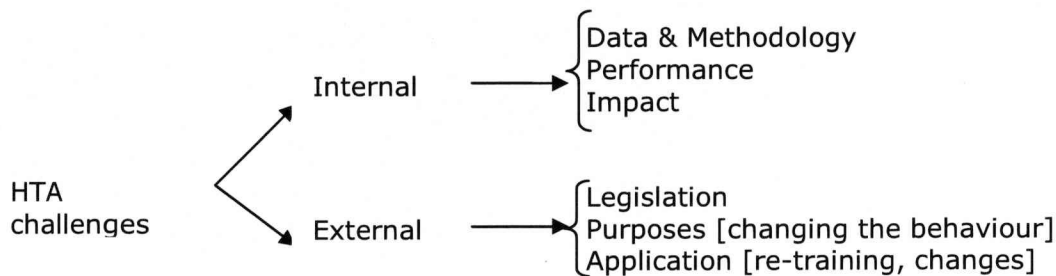 Data & Methodology
Internal
Performance
Impact
HTA
challenges
Legislation
External
Purposes [changing the behaviour]
Application [re-training, changes]